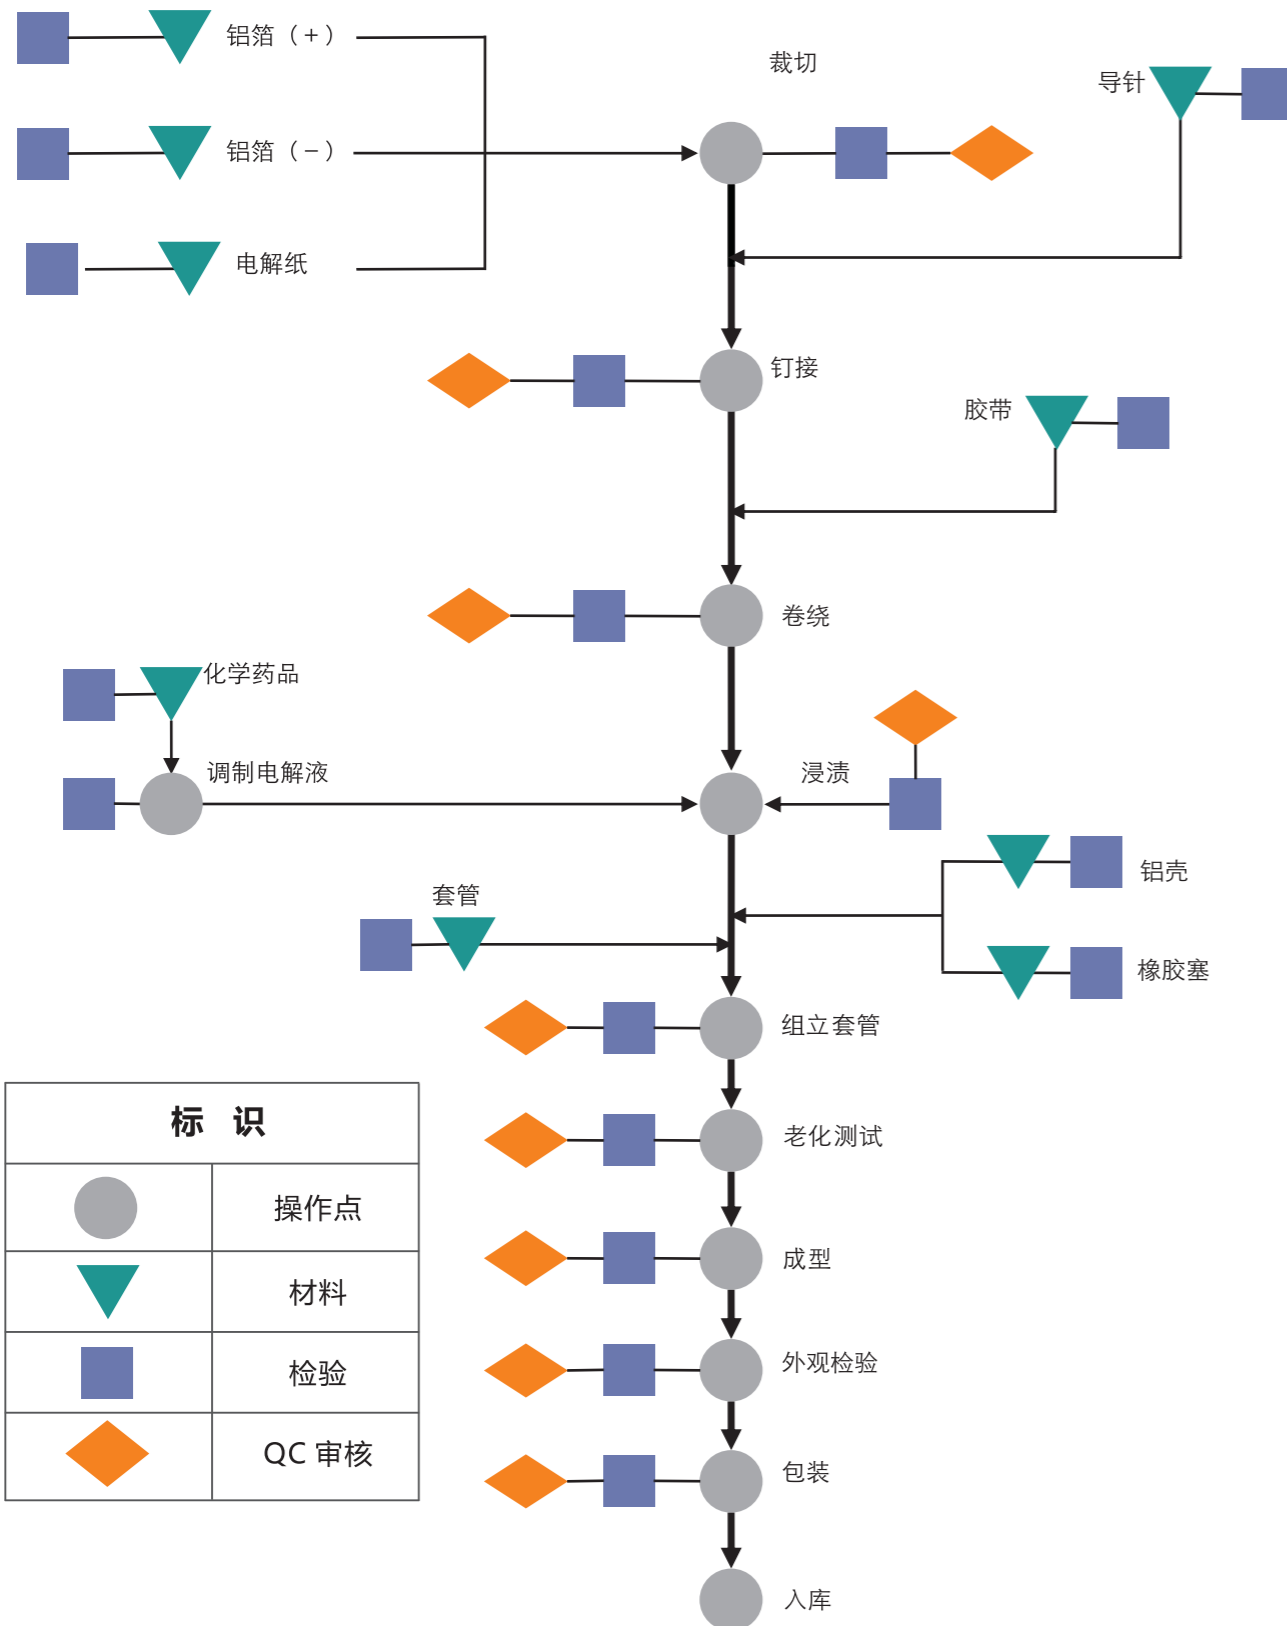 铝箔（+）
裁切
导针
铝箔（-）
电解纸
钉接
胶带
卷绕
化学药品
调制电解液
浸渍
铝壳
套管
橡胶塞
组立套管
老化测试
成型
外观检验
包装
入库
标 识
操作点
材料
检验
QC 审核